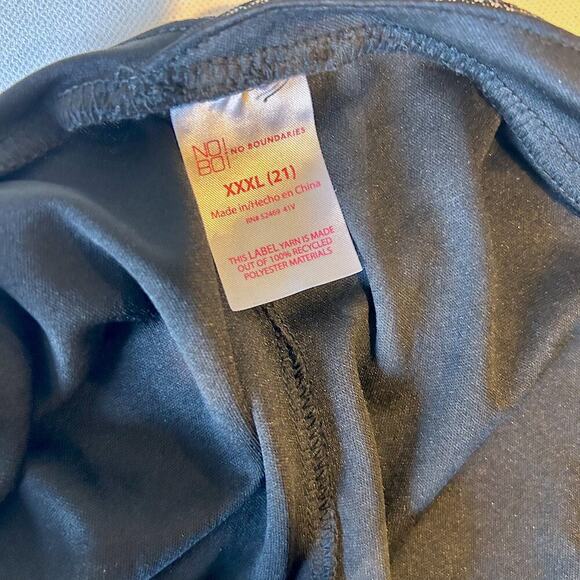 NO!
BO!
NO BOUNDARIES
XXXL (21)
Made in/Hecho en China
RN# 52469 41V
THIS LABEL YARN IS MADE
OUT OF 100% RECYCLED
POLYESTER MATERIALS